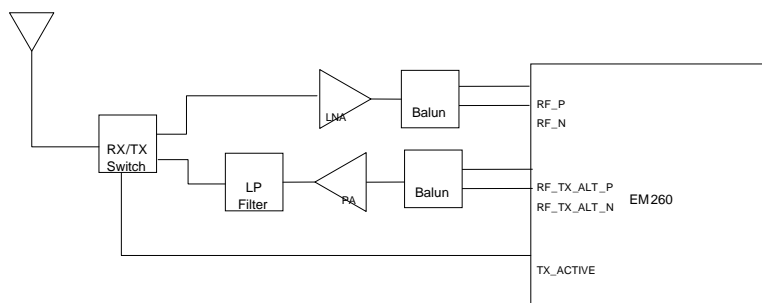 LNA
Balun
RF_P
RF_N
RX/TX
Switch
LP
Filter
PA
Balun
RF_TX_ALT_P
RF_TX_ALT_N
EM260
TX_ACTIVE